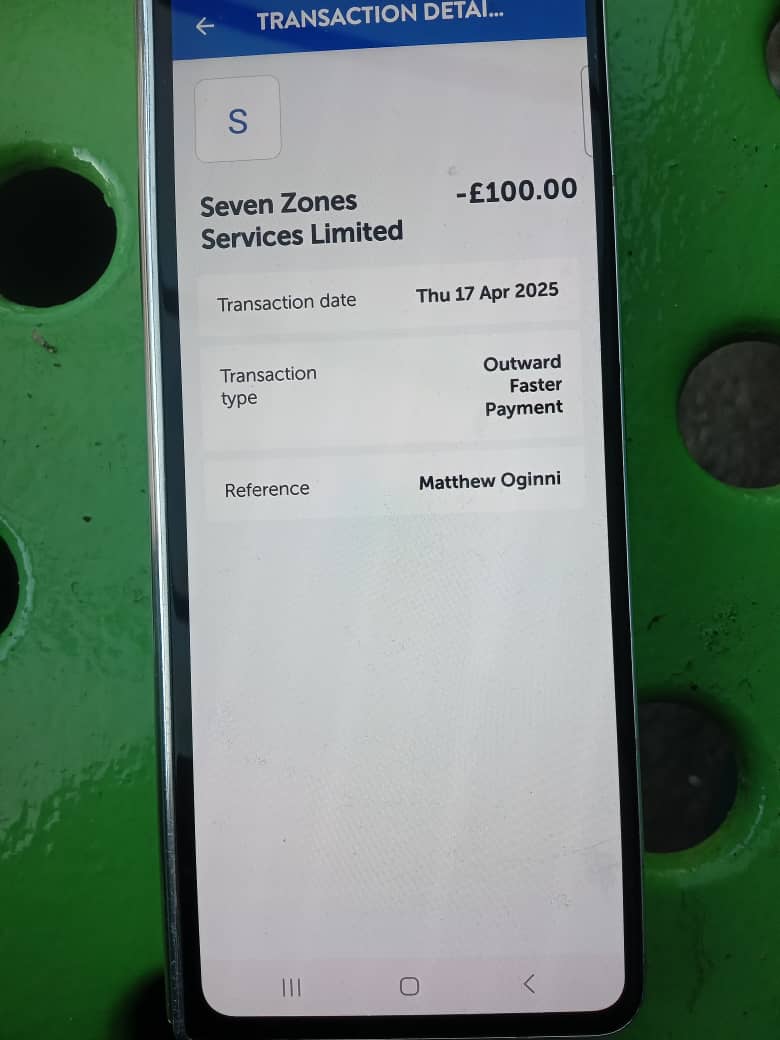 TRANSACTION DETAI...
S
Seven Zones
Services Limited
-£100.00
Transaction date
Thu 17 Apr 2025
Transaction
type
Outward
Faster
Payment
Reference
Matthew Oginni